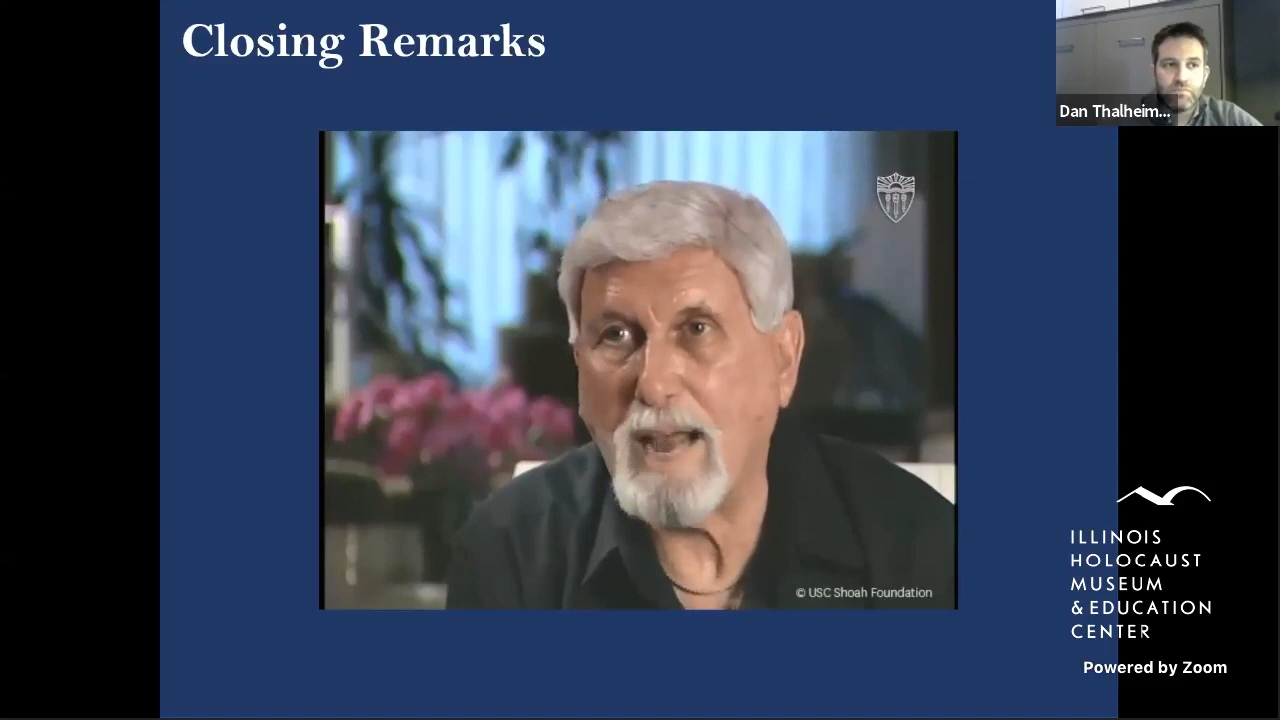 Closing Remarks
Dan Thalheim...
© USC Shoah Foundation
ILLINOIS
HOLOCAUST
MUSEUM
& EDUCATION
CENTER
Powered by Zoom